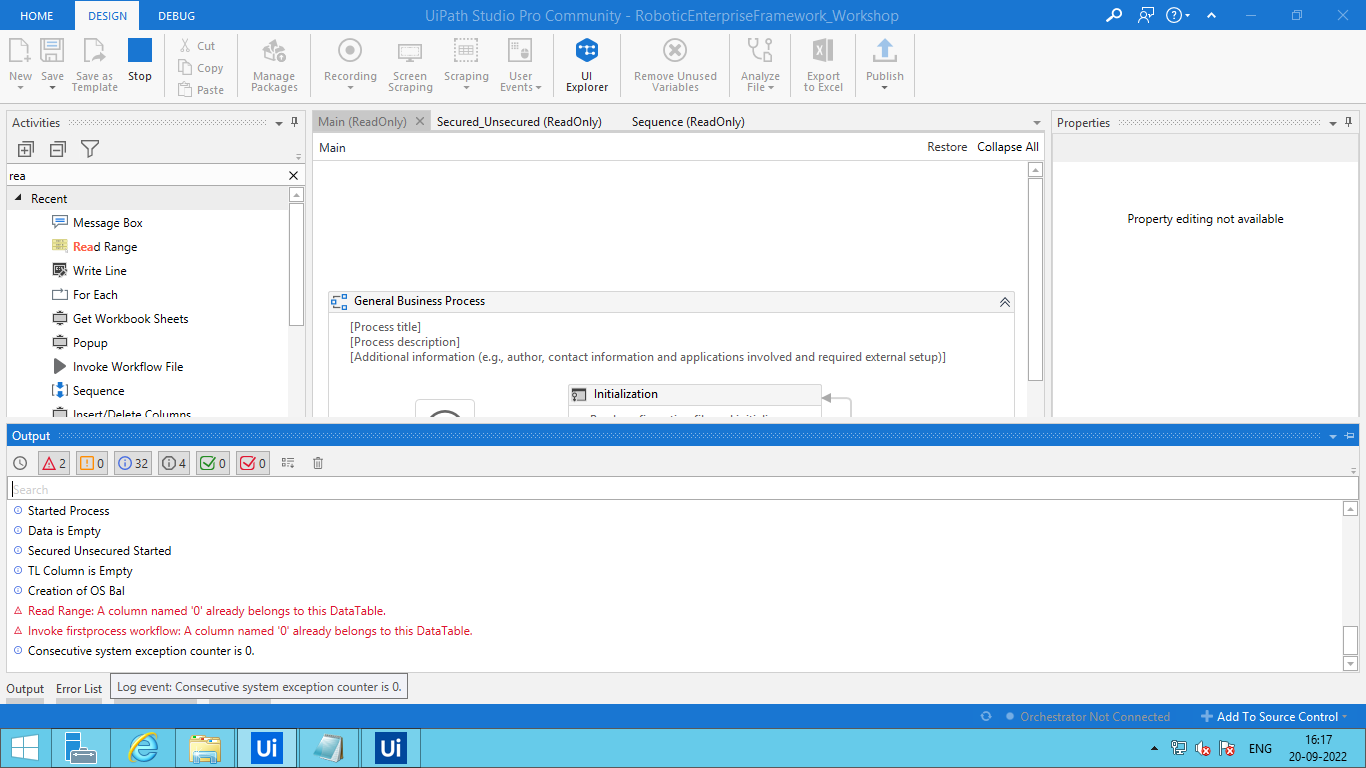 HOME DESIGN DEBUG UiPath Studio Pro Community - RoboticEnterpriseFramework_Workshop
New Save Save as Template Stop
Cut
Copy
Paste
Manage Packages
Recording
Screen Scraping
Scraping
User Events
UI Explorer
Remove Unused Variables
Analyze File
Export to Excel
Publish
Activities
rea
Recent
Message Box
Read Range
Write Line
For Each
Get Workbook Sheets
Popup
Invoke Workflow File
Sequence
Insert/Delete Columns
Main (ReadOnly) Secured_Unsecured (ReadOnly) Sequence (ReadOnly)
Main Restore Collapse All
General Business Process
[Process title]
[Process description]
[Additional information (e.g., author, contact information and applications involved and required external setup)]
Initialization
Properties
Property editing not available
Output
2 0 32 4 0 0
Search
Started Process
Data is Empty
Secured Unsecured Started
TL Column is Empty
Creation of OS Bal
Read Range: A column named '0' already belongs to this DataTable.
Invoke firstprocess workflow: A column named '0' already belongs to this DataTable.
Consecutive system exception counter is 0.
Output Error List
Log event: Consecutive system exception counter is 0.
Orchestrator Not Connected Add To Source Control
Ui Ui
ENG
16:17
20-09-2022